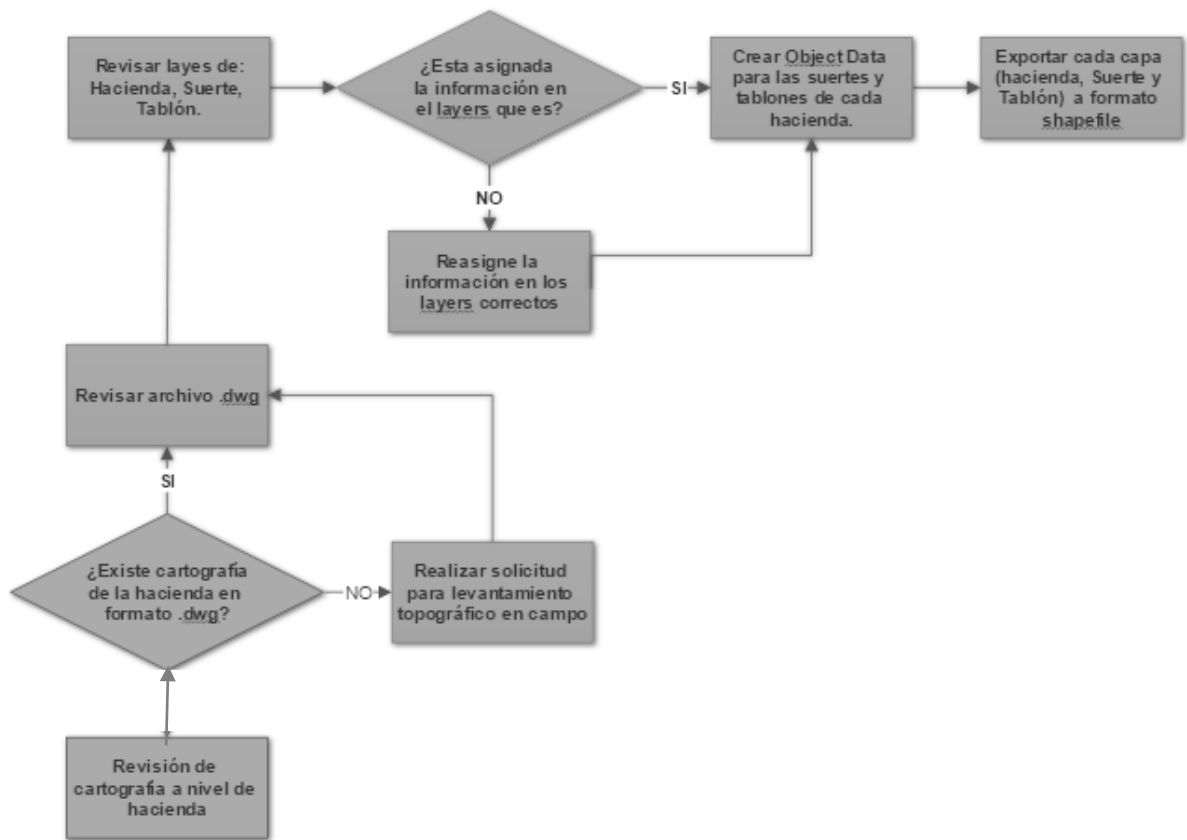 Revisar layes de:
Hacienda, Suerte,
Tablón.
¿Esta asignada
la información en
el layers que es?
SI
Crear Object Data
para las suertes y
tablones de cada
hacienda.
Exportar cada capa
(hacienda, Suerte y
Tablón) a formato
shapefile
NO
Reasigne la
información en los
layers correctos
Revisar archivo .dwg
SI
¿Existe cartografía
de la hacienda en
formato .dwg?
NO
Realizar solicitud
para levantamiento
topográfico en campo
Revisión de
cartografía a nivel de
hacienda